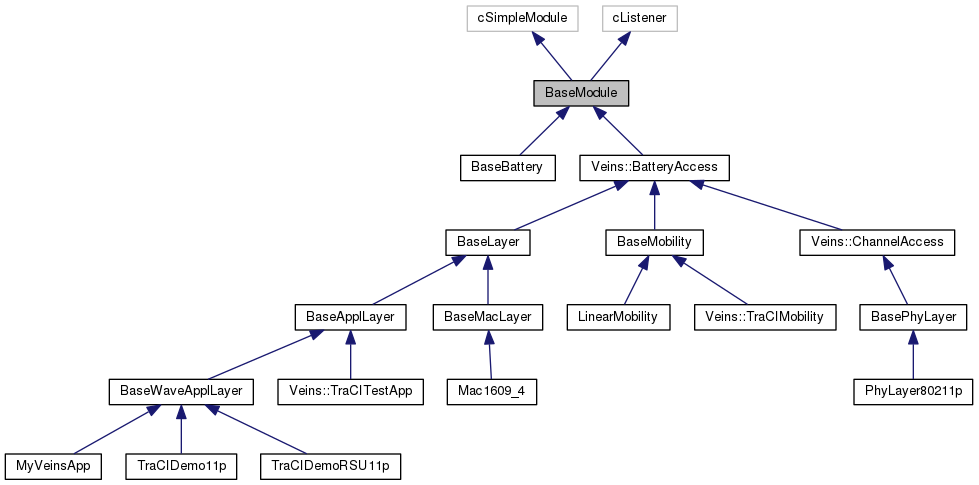 cSimpleModule
cListener
BaseModule
BaseBattery
Veins::BatteryAccess
BaseLayer
BaseMobility
Veins::ChannelAccess
BaseApplLayer
BaseMacLayer
LinearMobility
Veins::TraCIMobility
BasePhyLayer
BaseWaveApplLayer
Veins::TraCITestApp
Mac1609_4
PhyLayer80211p
MyVeinsApp
TraCIDemo11p
TraCIDemoRSU11p